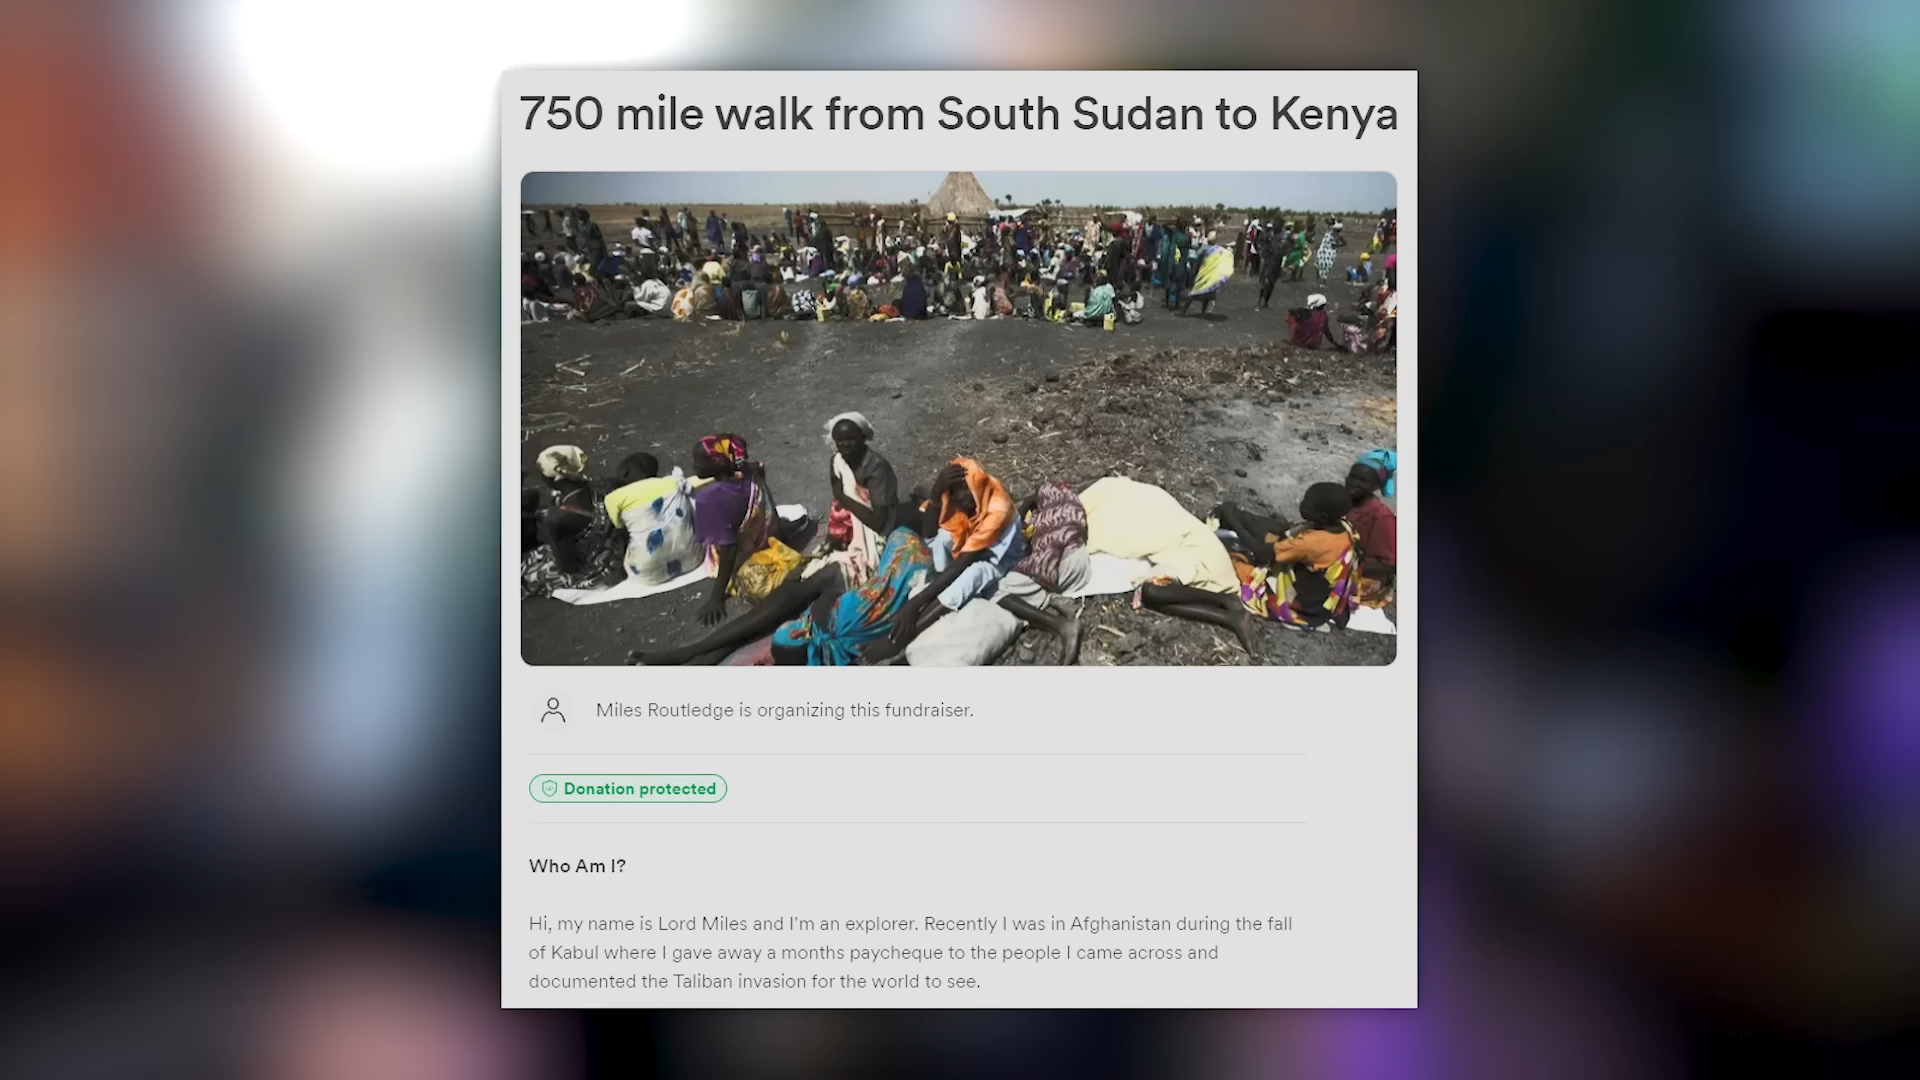 750 mile walk from South Sudan to Kenya
Miles Routledge is organizing this fundraiser.
Donation protected
Who Am I?
Hi, my name is Lord Miles and I'm an explorer. Recently I was in Afghanistan during the fall
of Kabul where I gave away a months paycheque to the people I came across and
documented the Taliban invasion for the world to see.